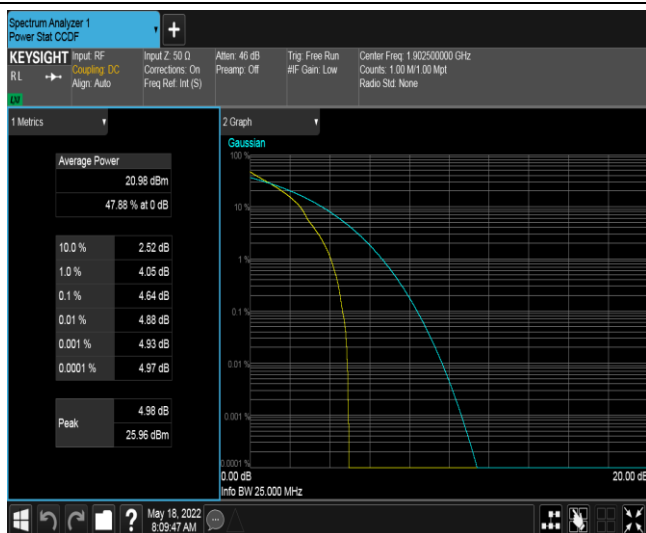 Spectrum Analyzer 1
Power Stat CCDF
+
KEYSIGHT
RL
Input: RF
Coupling: DC
Align: Auto
Input Z: 50 Ω
Corrections: On
Freq Ref: Int (S)
Atten: 46 dB
Preamp: Off
Trig: Free Run
#IF Gain: Low
Center Freq: 1.902500000 GHz
Counts: 1.00 M/1.00 Mpt
Radio Std: None
1 Metrics
Average Power
20.98 dBm
47.88 % at 0 dB
10.0 % 2.52 dB
1.0 % 4.05 dB
0.1 % 4.64 dB
0.01 % 4.88 dB
0.001 % 4.93 dB
0.0001 % 4.97 dB
Peak
4.98 dB
25.96 dBm
2 Graph
Gaussian
100 %
10 %
1 %
0.1 %
0.01 %
0.001 %
0.0001 %
0.00 dB
20.00 dB
Info BW 25.000 MHz
?
May 18, 2022
8:09:47 AM